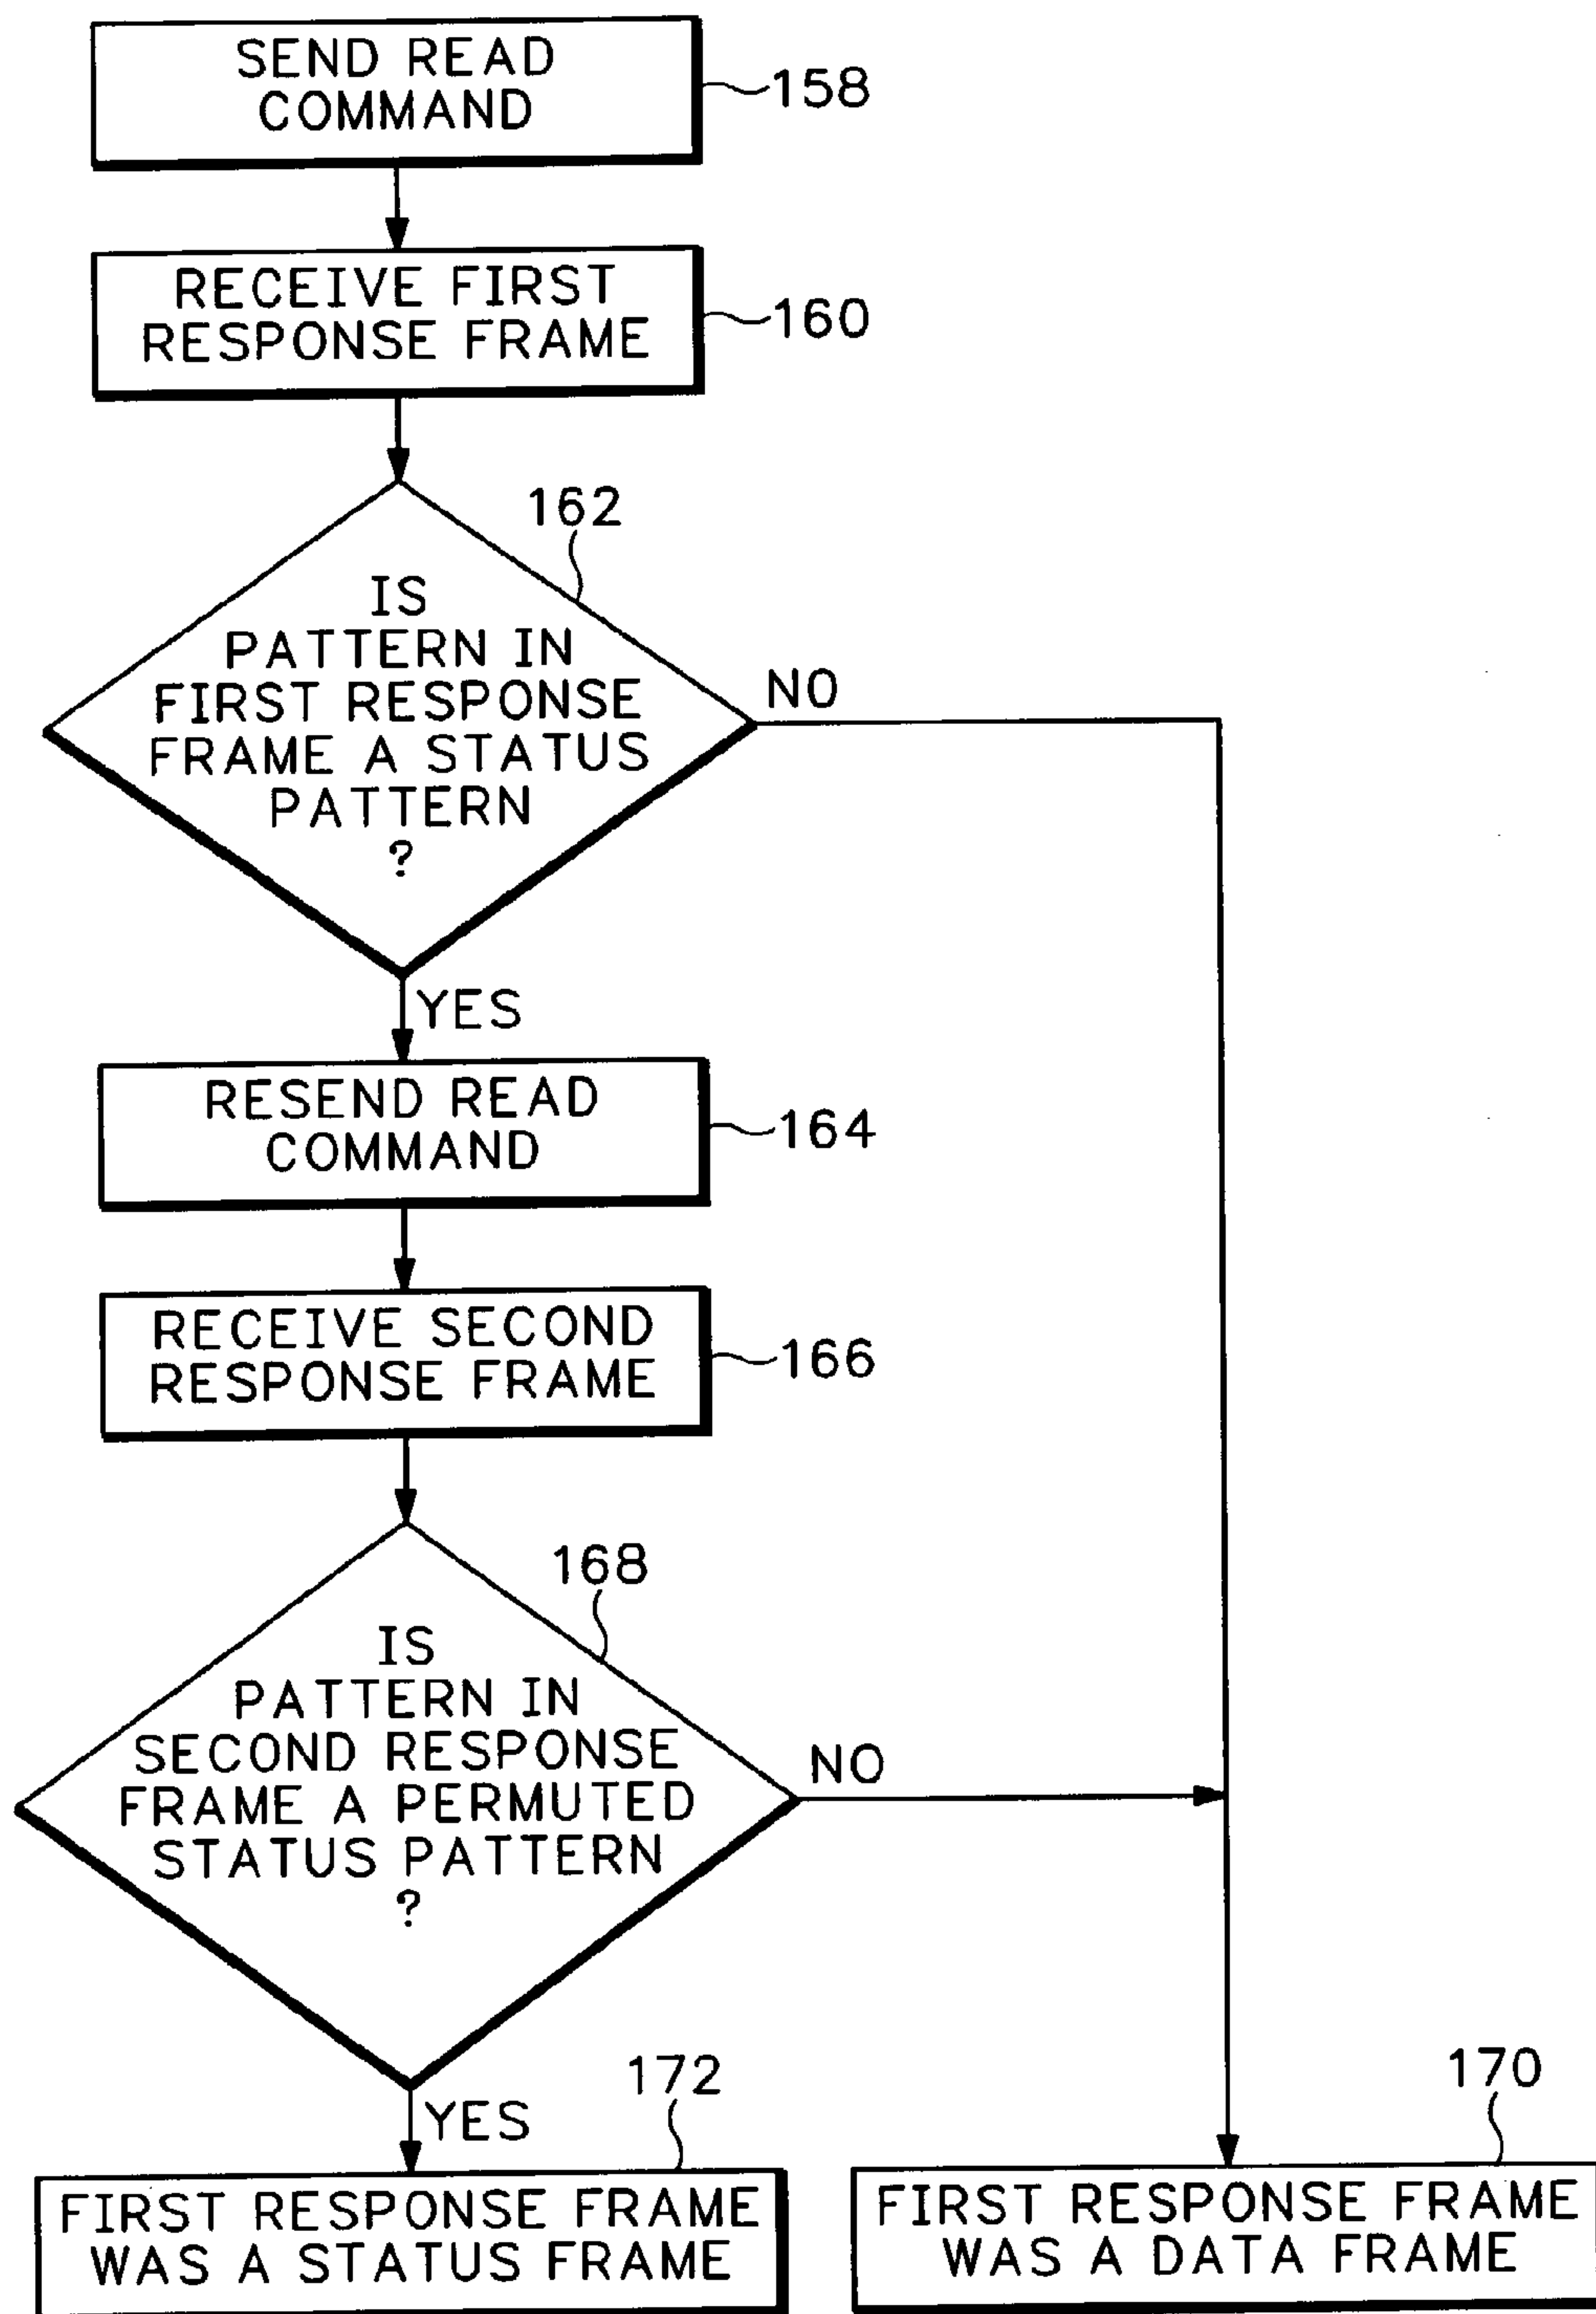 SEND READ
COMMAND
158
RECEIVE FIRST
RESPONSE FRAME
160
162
IS
PATTERN IN
FIRST RESPONSE
FRAME A STATUS
PATTERN
?
NO
YES
RESEND READ
COMMAND
164
RECEIVE SECOND
RESPONSE FRAME
166
168
IS
PATTERN IN
SECOND RESPONSE
FRAME A PERMUTED
STATUS PATTERN
?
NO
YES
172
FIRST RESPONSE FRAME
WAS A STATUS FRAME
170
FIRST RESPONSE FRAME
WAS A DATA FRAME